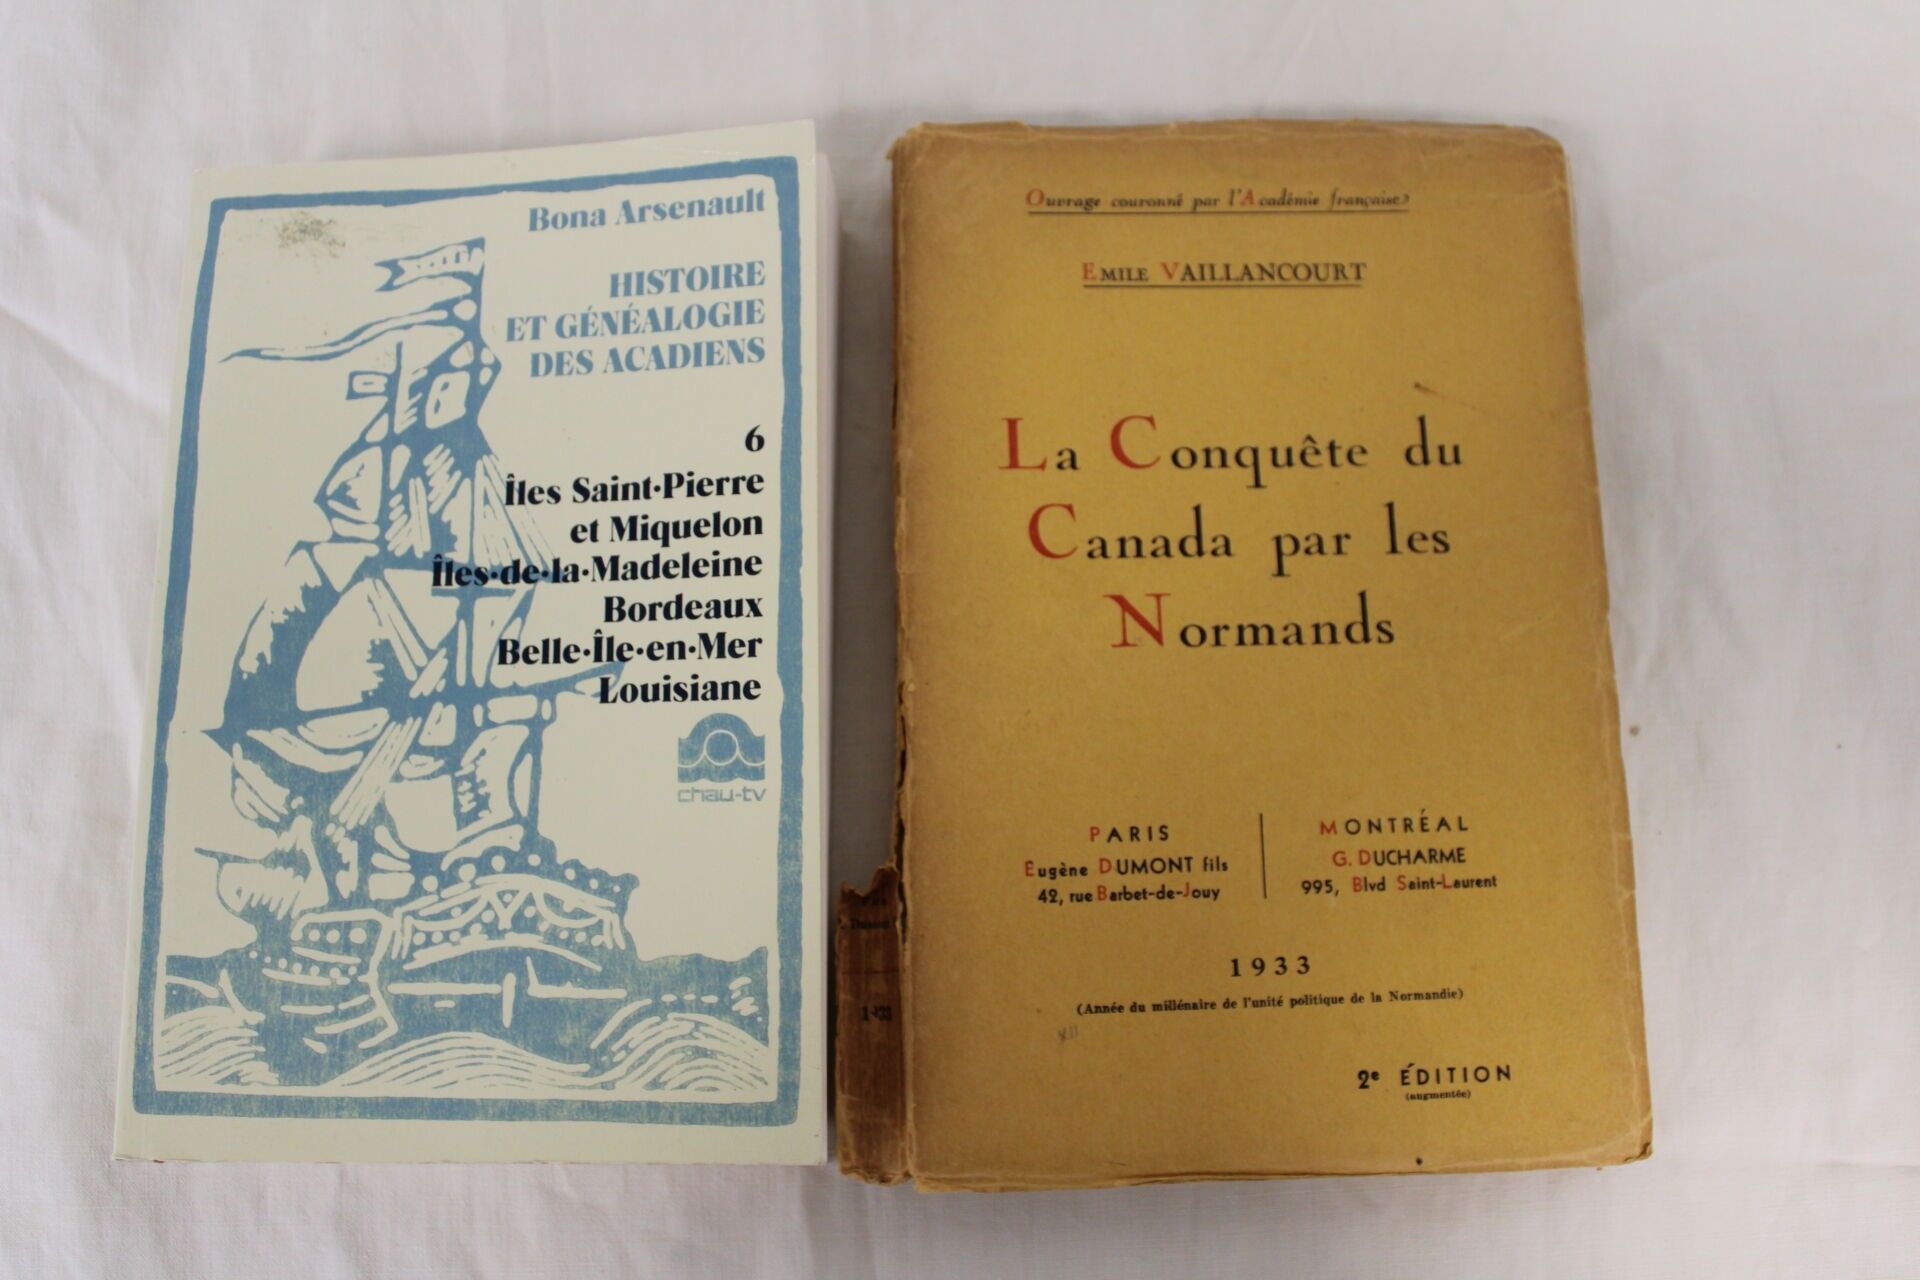 Bona Arsenault
HISTOIRE
ET GÉNÉALOGIE
DES ACADIENS
6
Îles Saint•Pierre
et Miquelon
Îles•de•la•Madeleine
Bordeaux
Belle•Île•en•Mer
Louisiane
chau-tv
Ouvrage couronné par l'Académie française
EMILE VAILLANCOURT
La Conquête du
Canada par les
Normands
PARIS
Eugène DUMONT fils
42, rue Barbet-de-Jouy
MONTRÉAL
G. DUCHARME
995, Blvd Saint-Laurent
1933
(Année du millénaire de l'unité politique de la Normandie)
2e ÉDITION
(augmentée)
1933